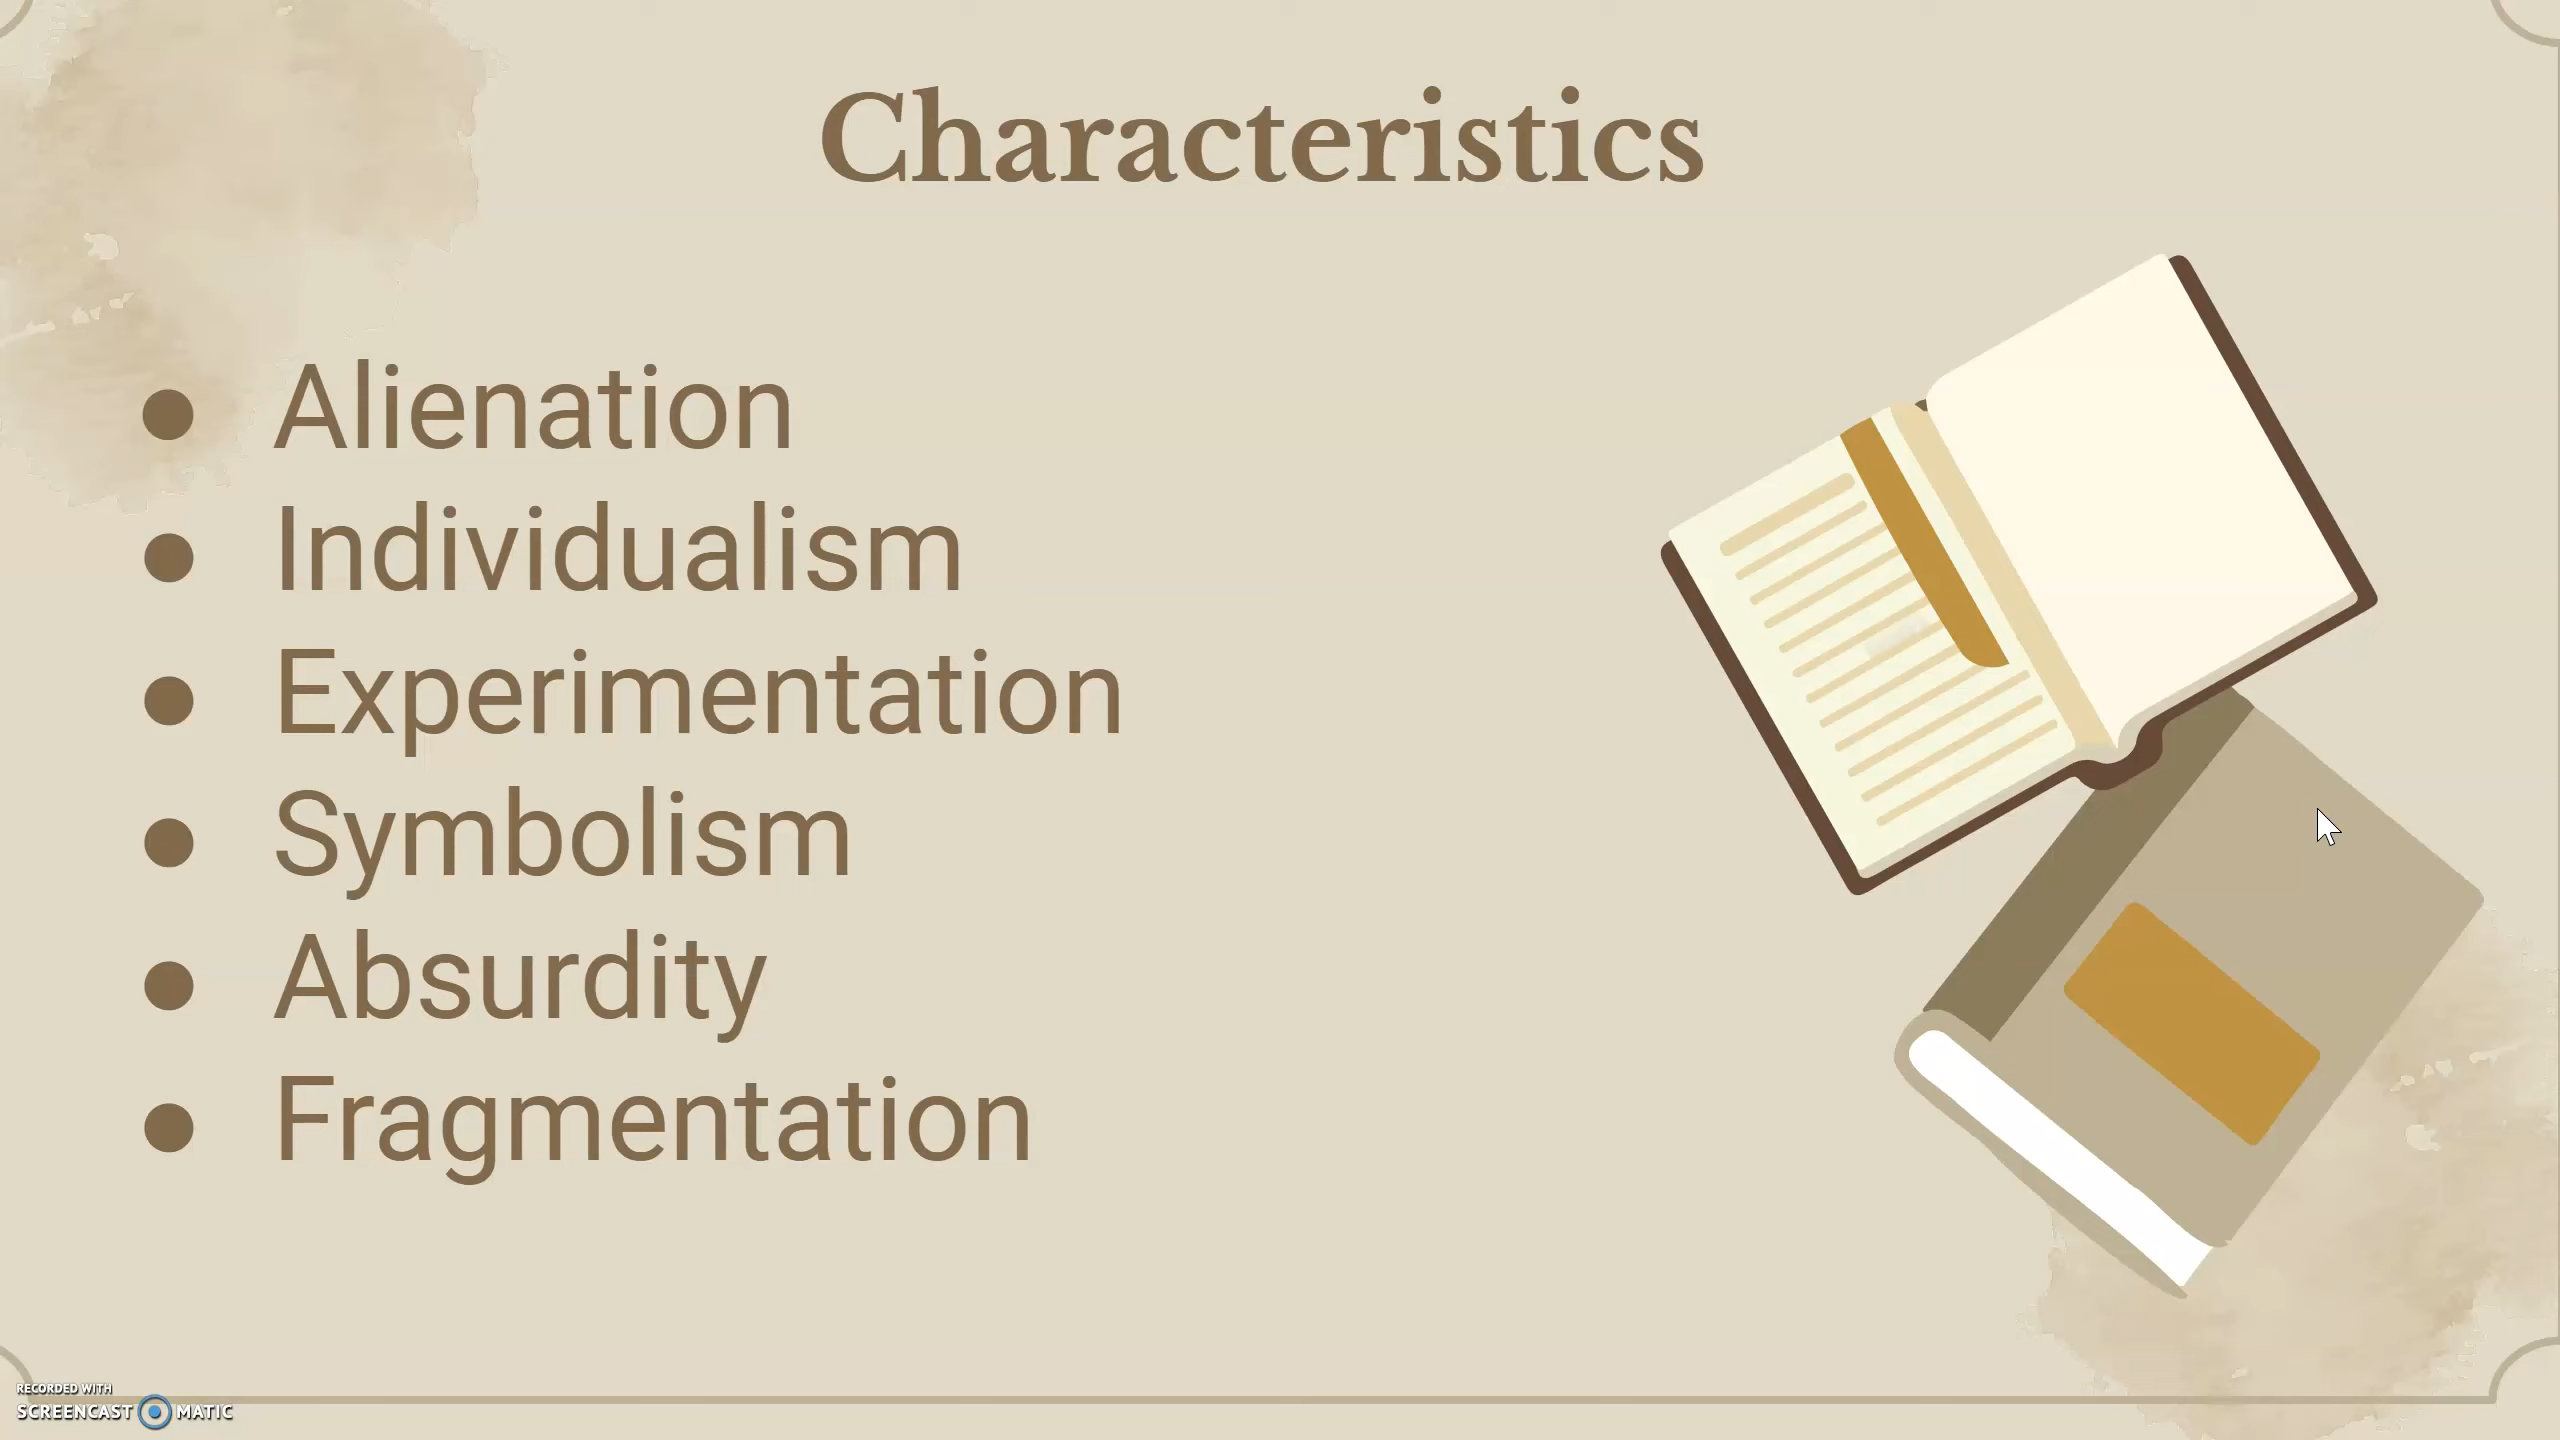 Characteristics
● Alienation
● Individualism
● Experimentation
● Symbolism
● Absurdity
● Fragmentation
RECORDED WITH
SCREENCAST MATIC